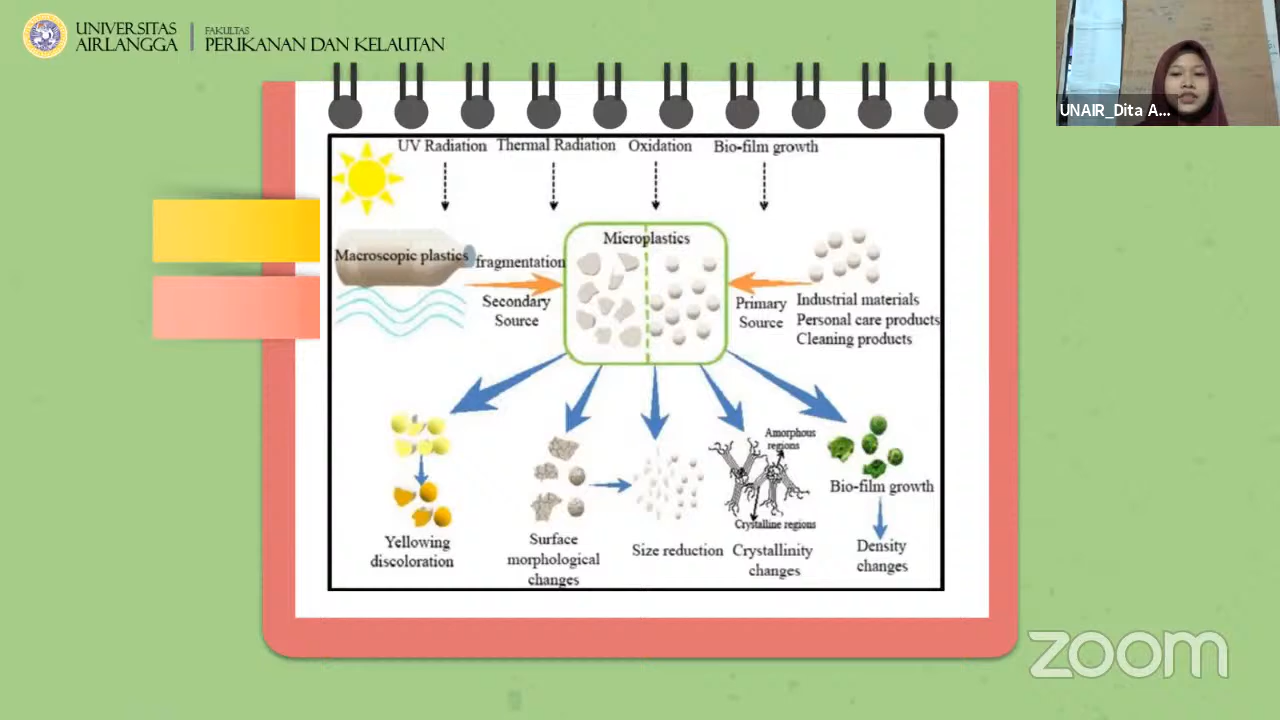 UNIVERSITAS
AIRLANGGA
FAKULTAS
PERIKANAN DAN KELAUTAN
UNAIR_Dita A...
UV Radiation Thermal Radiation Oxidation Bio-film growth
Microplastics
Macroscopic plastics
fragmentation
Secondary
Source
Primary
Source
Industrial materials
Personal care products
Cleaning products
Amorphous
regions
Crystalline regions
Bio-film growth
Yellowing
discoloration
Surface
morphological
changes
Size reduction
Crystallinity
changes
Density
changes
zoom